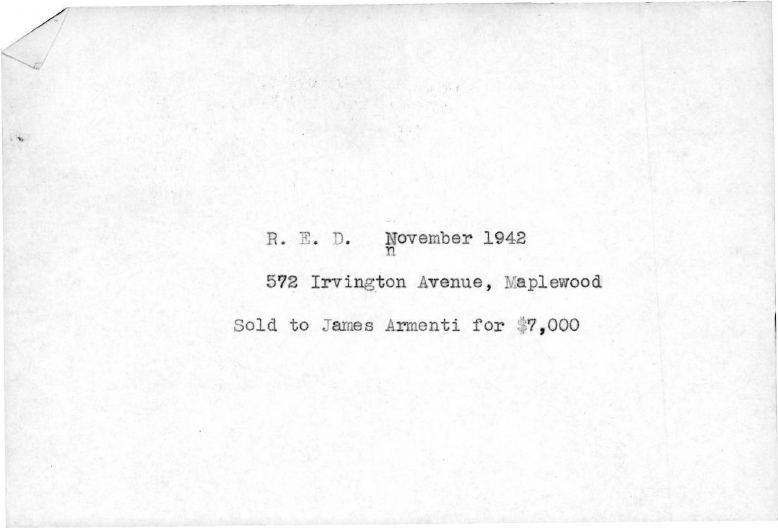 R. E. D. November 1942
572 Irvington Avenue, Maplewood
Sold to James Armenti for $7,000